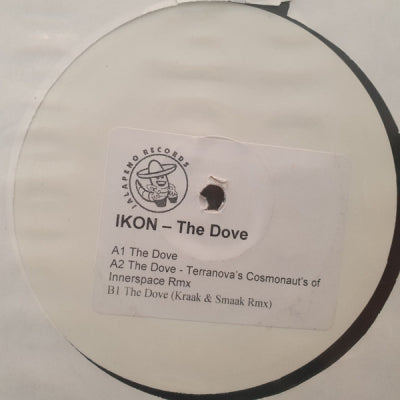 JALAPENO RECORDS
IKON – The Dove
A1 The Dove
A2 The Dove - Terranova's Cosmonaut's of
Innerspace Rmx
B1 The Dove (Kraak & Smaak Rmx)